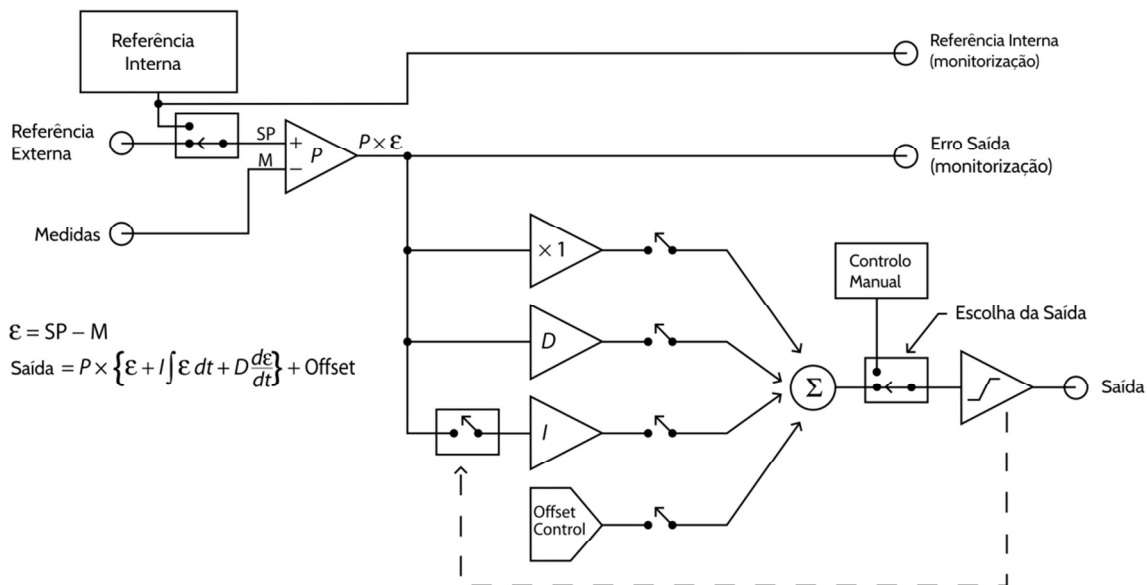 Referência
Interna
Referência Interna
(monitorização)
Referência
Externa
SP
+
M
−
P
P × ε
Erro Saída
(monitorização)
Medidas
× 1
Controlo
Manual
Escolha da Saída
ε = SP − M
Saída = P × {ε + I∫ε dt + D dε/dt} + Offset
D
Σ
Saída
I
Offset
Control